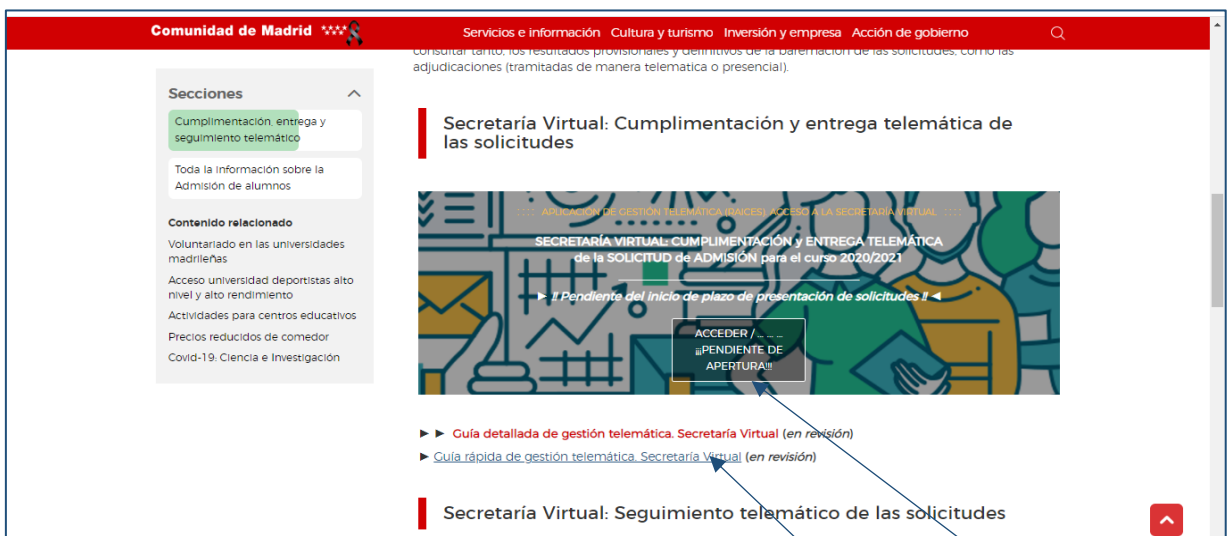 Comunidad de Madrid
Servicios e información Cultura y turismo Inversión y empresa Acción de gobierno
consultar tanto, los resultados provisionales y definitivos de la baremación de las solicitudes, como las
adjudicaciones (tramitadas de manera telematica o presencial).
Secciones
Cumplimentación, entrega y
seguimiento telemático
Toda la información sobre la
Admisión de alumnos
Contenido relacionado
Voluntariado en las universidades
madrileñas
Acceso universidad deportistas alto
nivel y alto rendimiento
Actividades para centros educativos
Precios reducidos de comedor
Covid-19: Ciencia e Investigación
Secretaría Virtual: Cumplimentación y entrega telemática de
las solicitudes
:::: APLICACIÓN DE GESTIÓN TELEMÁTICA (RAICES). ACCESO A LA SECRETARÍA VIRTUAL ::::
SECRETARÍA VIRTUAL: CUMPLIMENTACIÓN y ENTREGA TELEMÁTICA
de la SOLICITUD de ADMISIÓN para el curso 2020/2021
► !! Pendiente del inicio de plazo de presentación de solicitudes !! ◄
ACCEDER / ... ... ...
¡¡¡PENDIENTE DE
APERTURA!!!
► ► Guía detallada de gestión telemática. Secretaría Virtual (en revisión)
► Guía rápida de gestión telemática. Secretaría Virtual (en revisión)
Secretaría Virtual: Seguimiento telemático de las solicitudes